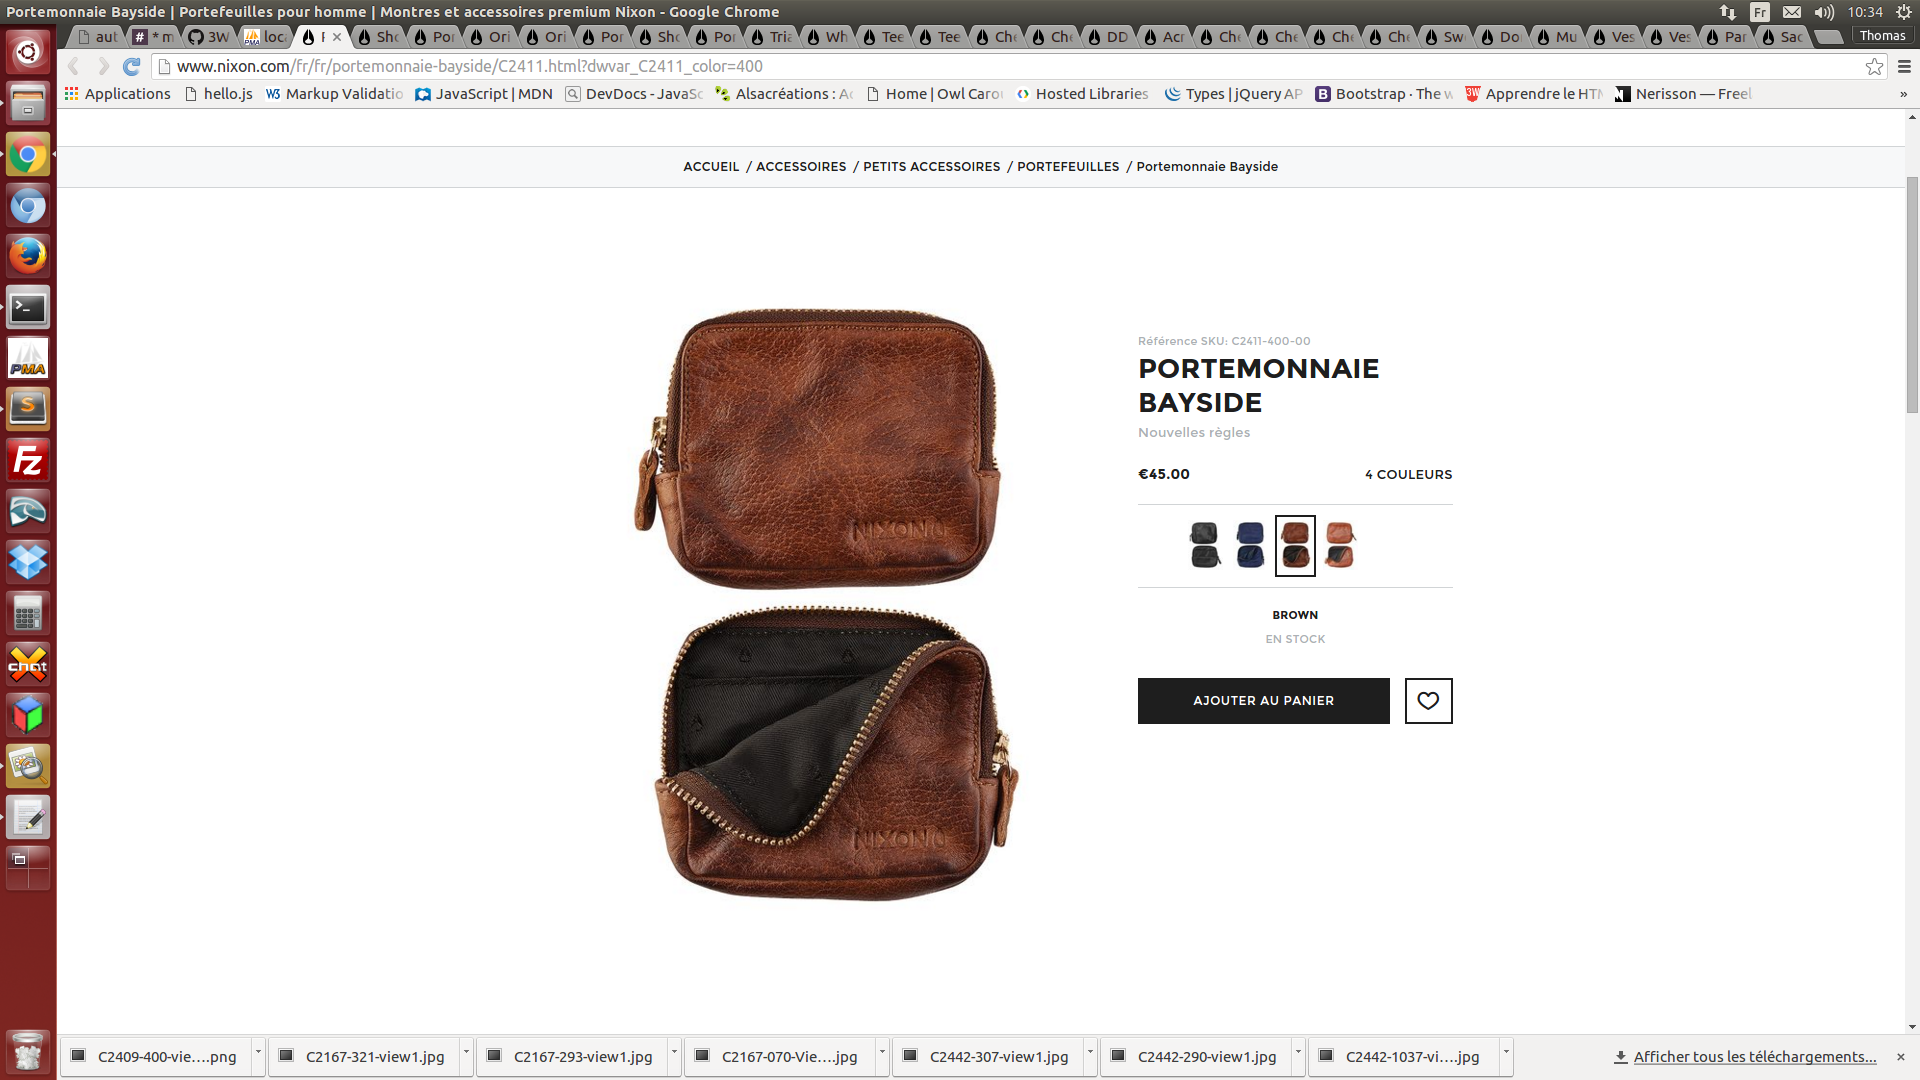 Portemonnaie Bayside | Portefeuilles pour homme | Montres et accessoires premium Nixon - Google Chrome
Fr
10:34
aut
* m
3W
loca
Sho
Por
Ori
Ori
Por
Sho
Por
Tria
Wh
Tee
Tee
Che
Che
DD
Acr
Che
Che
Che
Che
Sw
Do
Mu
Ves
Ves
Par
Sac
Thomas
www.nixon.com/fr/fr/portemonnaie-bayside/C2411.html?dwvar_C2411_color=400
Applications
hello.js
W3 Markup Validatio
JavaScript | MDN
DevDocs - JavaSc
Alsacréations : Ac
Home | Owl Carou
Hosted Libraries
Types | jQuery AP
B Bootstrap · The w
3W Apprendre le HTM
Nerisson — Freel
»
ACCUEIL / ACCESSOIRES / PETITS ACCESSOIRES / PORTEFEUILLES / Portemonnaie Bayside
NIXON
NIXON
Référence SKU: C2411-400-00
PORTEMONNAIE
BAYSIDE
Nouvelles règles
€45.00
4 COULEURS
BROWN
EN STOCK
AJOUTER AU PANIER
PMA
S
Fz
X
chat
C2409-400-vie....png
C2167-321-view1.jpg
C2167-293-view1.jpg
C2167-070-Vie....jpg
C2442-307-view1.jpg
C2442-290-view1.jpg
C2442-1037-vi....jpg
Afficher tous les téléchargements...